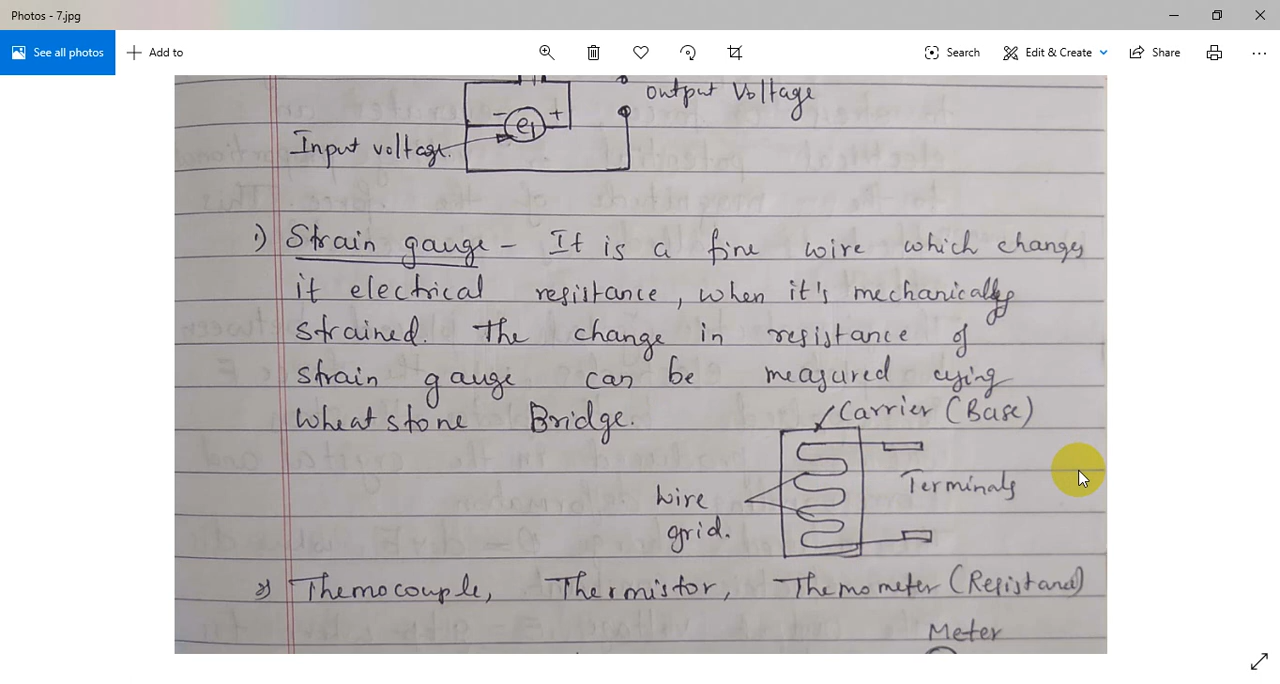 Photos - 7.jpg
See all photos
Add to
Search
Edit & Create
Share
output Voltage
- e1 +
Input voltage.
1) Strain gauge - It is a fine wire which changes
it electrical resistance, when it's mechanically
strained. The change in resistance of
strain gauge can be measured using
wheatstone Bridge.
Carrier (Base)
Terminals
wire
grid.
2) Themocouple, Thermistor, Themometer (Resistance)
Meter